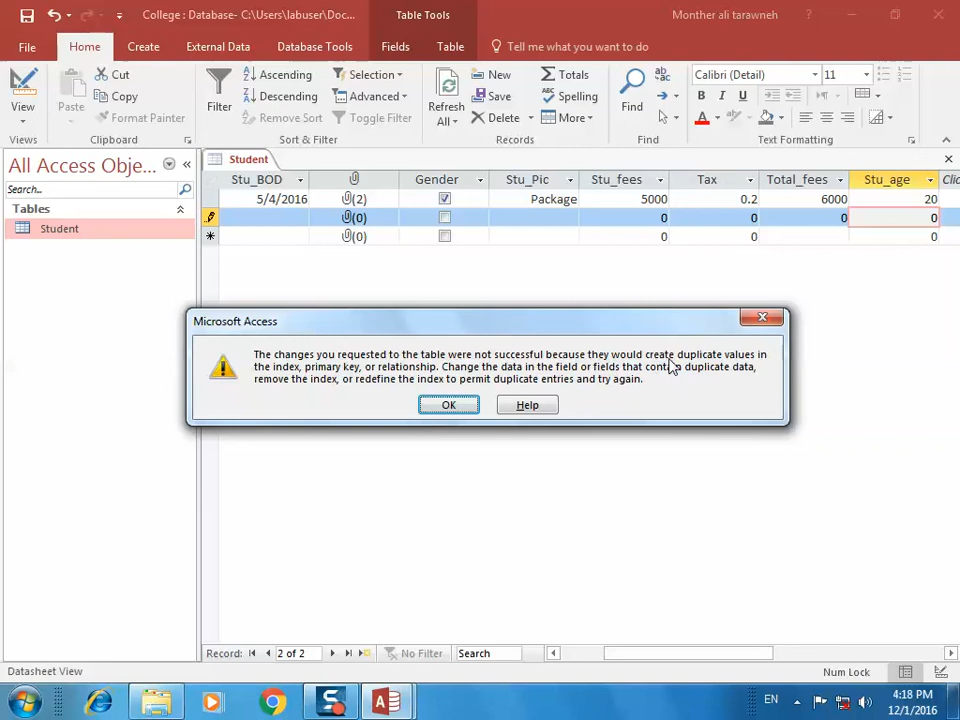 College : Database- C:\Users\labuser\Doc...
Table Tools
Monther ali tarawneh
?
File
Home
Create
External Data
Database Tools
Fields
Table
Tell me what you want to do
View
Views
Paste
Cut
Copy
Format Painter
Clipboard
Filter
Ascending
Descending
Remove Sort
Selection
Advanced
Toggle Filter
Sort & Filter
Refresh
All
New
Save
Delete
Totals
Spelling
More
Records
Find
Find
Calibri (Detail)
11
B I U
A
Text Formatting
All Access Obje...
Search...
Tables
Student
Student
Stu_BOD Gender Stu_Pic Stu_fees Tax Total_fees Stu_age Clic
5/4/2016 (2) Package 5000 0.2 6000 20
(0) 0 0 0 0
(0) 0 0 0
Microsoft Access
The changes you requested to the table were not successful because they would create duplicate values in
the index, primary key, or relationship. Change the data in the field or fields that contain duplicate data,
remove the index, or redefine the index to permit duplicate entries and try again.
OK
Help
Record:
2 of 2
No Filter
Search
Datasheet View
Num Lock
EN
4:18 PM
12/1/2016